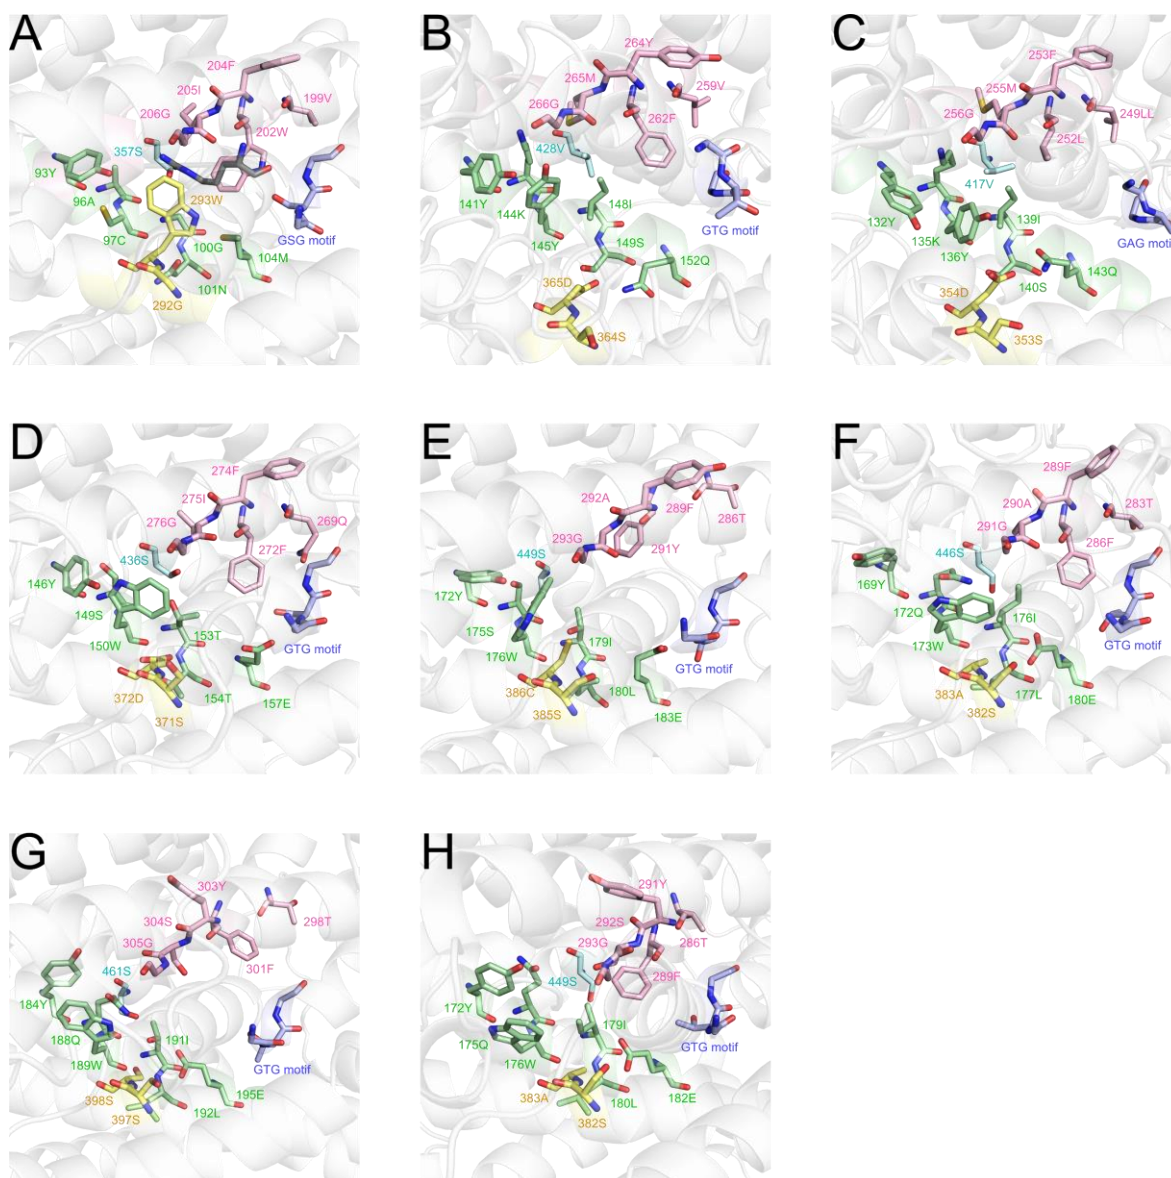 A
204F
205I
206G
199V
202W
357S
93Y
96A
293W
97C
100G
GSG motif
104M
101N
292G
B
264Y
265M
266G
259V
262F
428V
141Y
144K
145Y
148I
149S
GTG motif
152Q
365D
364S
C
253F
255M
256G
249LL
252L
417V
132Y
135K
136Y
139I
GAG moti
140S
143Q
354D
353S
D
274F
275I
276G
269Q
272F
436S
146Y
149S
150W
153T
GTG motif
154T
157E
372D
371S
E
292A
289F
286T
293G
291Y
449S
172Y
175S
176W
179I
GTG motif
386C
180L
385S
183E
F
289F
290A
291G
283T
286F
446S
169Y
172Q
173W
176I
GTG motif
383A
177L
180E
382S
G
303Y
304S
298T
305G
301F
461S
184Y
188Q
191I
189W
GTG motif
398S
195E
397S
192L
H
291Y
292S
293G
286T
289F
449S
172Y
179I
175Q
176W
GTG motif
383A
180L
182E
382S